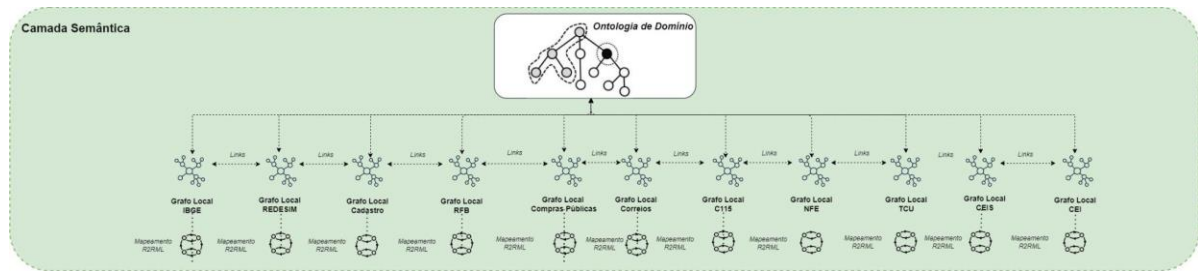 Camada Semântica
Ontologia de Domínio
Links Links Links Links Links Links Links Links Links Links
Grafo Local
IBGE
Grafo Local
REDESIM
Grafo Local
Cadastro
Grafo Local
RFB
Grafo Local
Compras Públicas
Grafo Local
Correios
Grafo Local
C115
Grafo Local
NFE
Grafo Local
TCU
Grafo Local
CEIS
Grafo Local
CEI
Mapeamento
R2RML
Mapeamento
R2RML
Mapeamento
R2RML
Mapeamento
R2RML
Mapeamento
R2RML
Mapeamento
R2RML
Mapeamento
R2RML
Mapeamento
R2RML
Mapeamento
R2RML
Mapeamento
R2RML
Mapeamento
R2RML